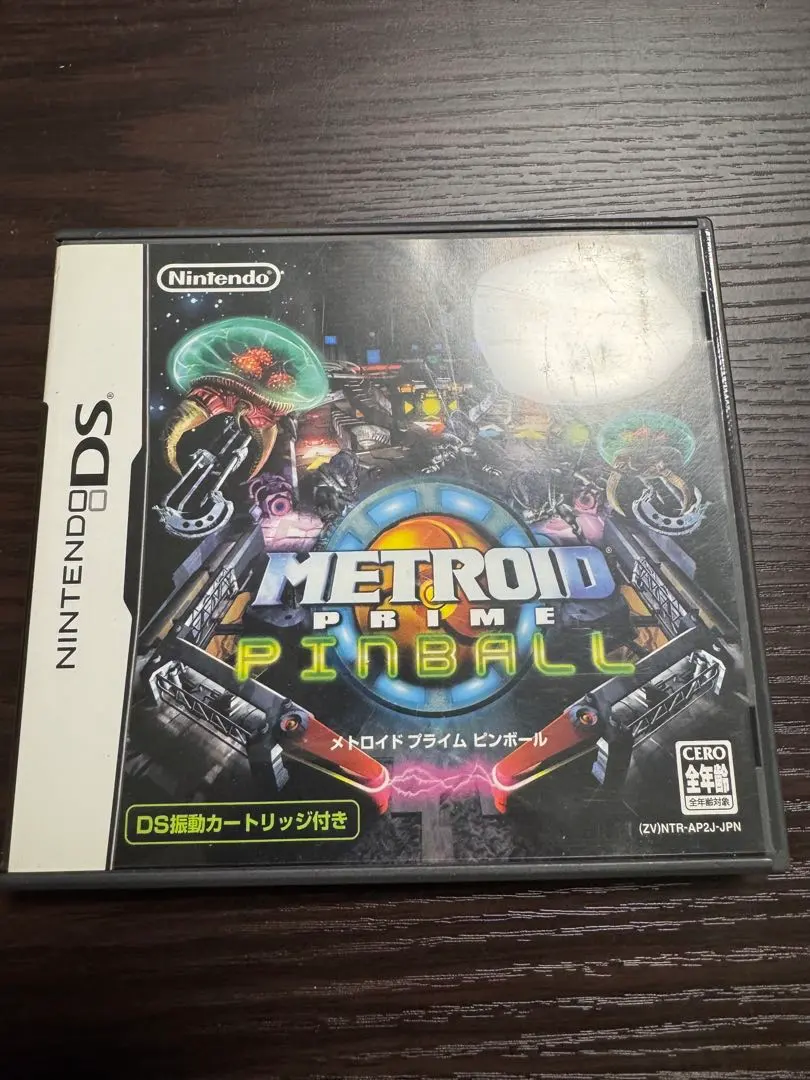 Nintendo®
NINTENDO DS®
METROID®
PRIME
PINBALL
メトロイド プライム ピンボール
DS振動カートリッジ付き
CERO
全年齢
全年齢対象
(ZV)NTR-AP2J-JPN